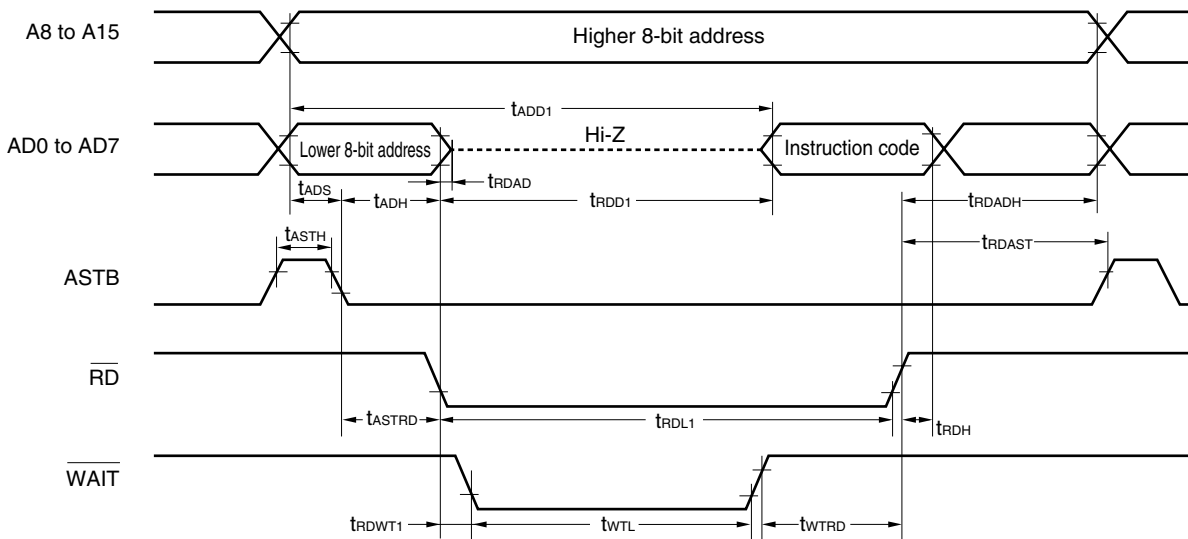 A8 to A15
Higher 8-bit address
tADD1
AD0 to AD7
Lower 8-bit address
Hi-Z
Instruction code
tRDAD
tADS
tADH
tRDD1
tRDADH
tASTH
tRDAST
ASTB
RD
tASTRD
tRDL1
tRDH
WAIT
tRDWT1
tWTL
tWTRD